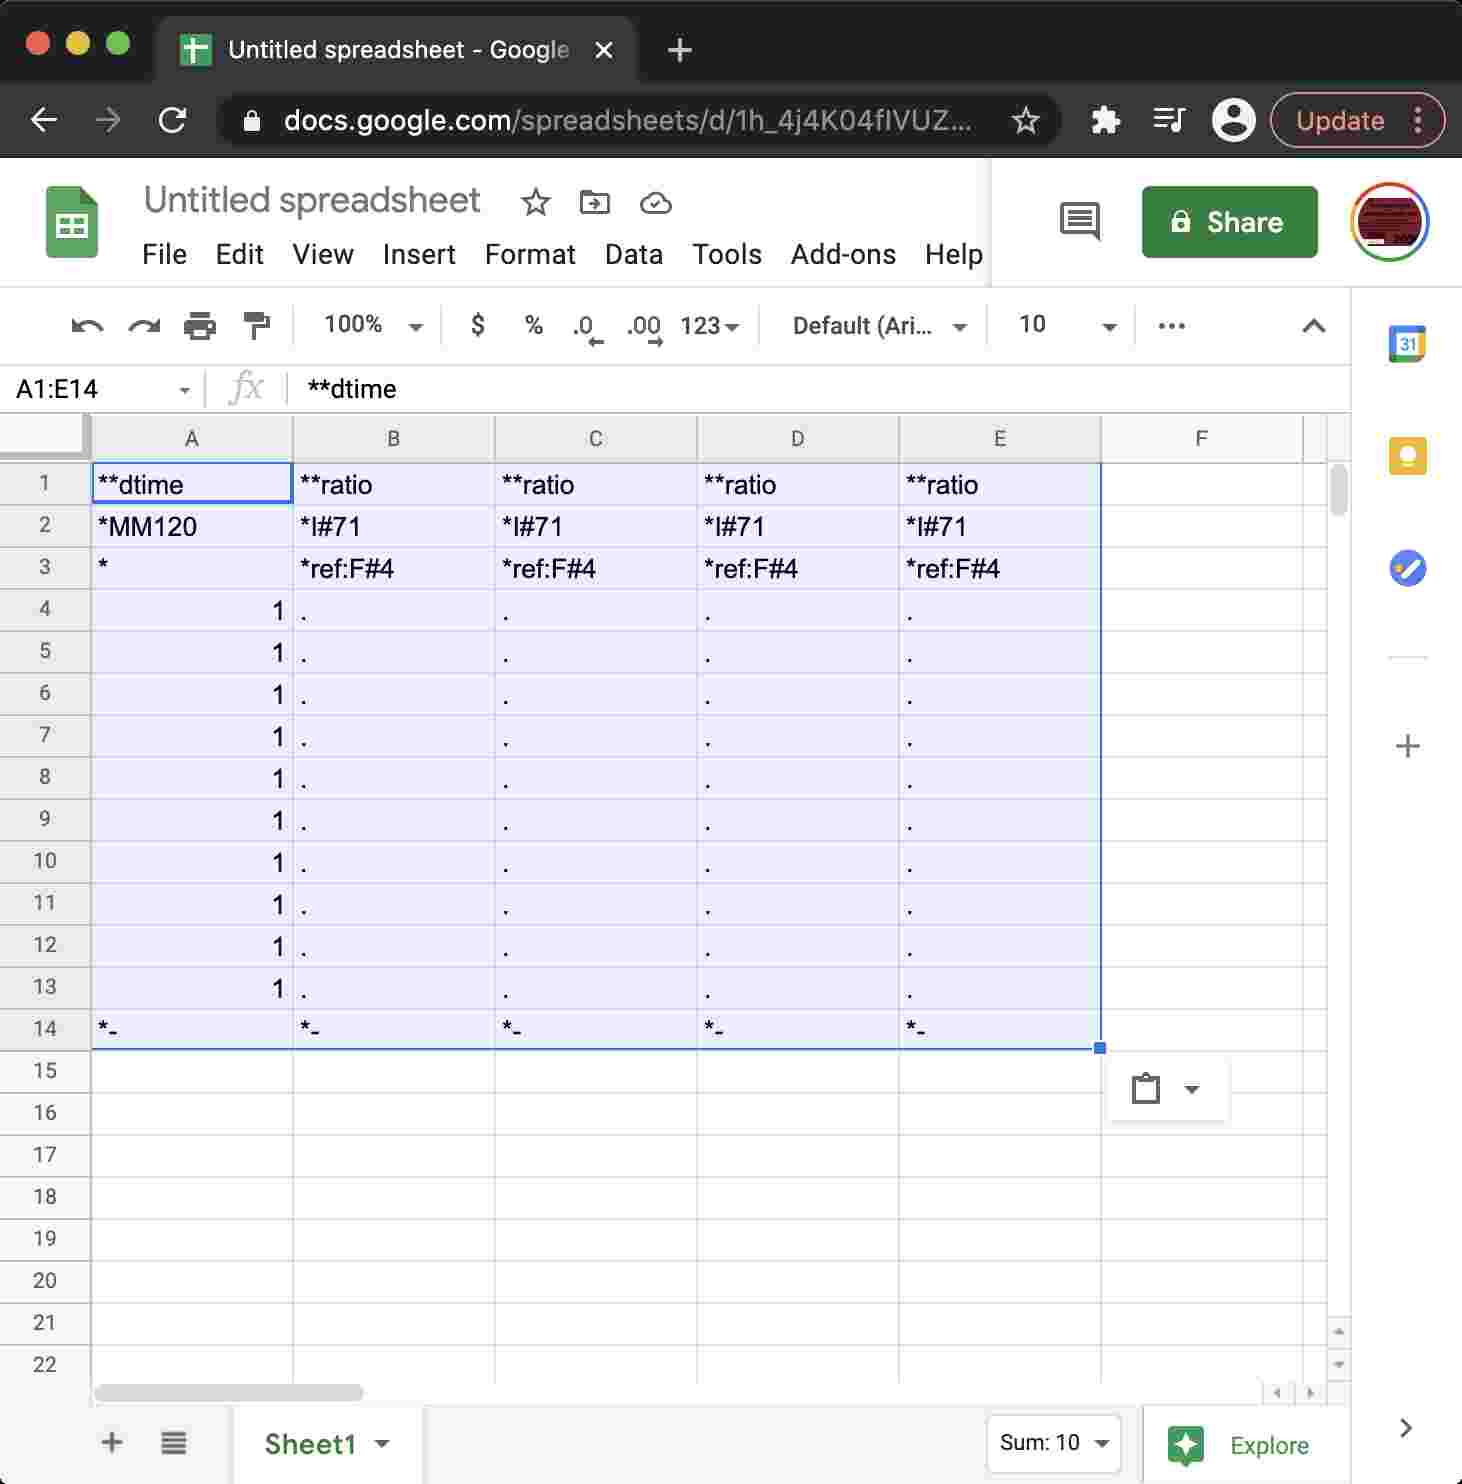 Untitled spreadsheet - Google
docs.google.com/spreadsheets/d/1h_4j4K04fIVUZ...
Update
Untitled spreadsheet
File Edit View Insert Format Data Tools Add-ons Help
Share
100% $ % .0 .00 123 Default (Ari... 10
31
A1:E14 fx **dtime
A B C D E F
1 **dtime **ratio **ratio **ratio **ratio
2 *MM120 *I#71 *I#71 *I#71 *I#71
3 * *ref:F#4 *ref:F#4 *ref:F#4 *ref:F#4
4 1 . . . .
5 1 . . . .
6 1 . . . .
7 1 . . . .
8 1 . . . .
9 1 . . . .
10 1 . . . .
11 1 . . . .
12 1 . . . .
13 1 . . . .
14 *- *- *- *- *-
15
16
17
18
19
20
21
22
Sheet1 Sum: 10 Explore